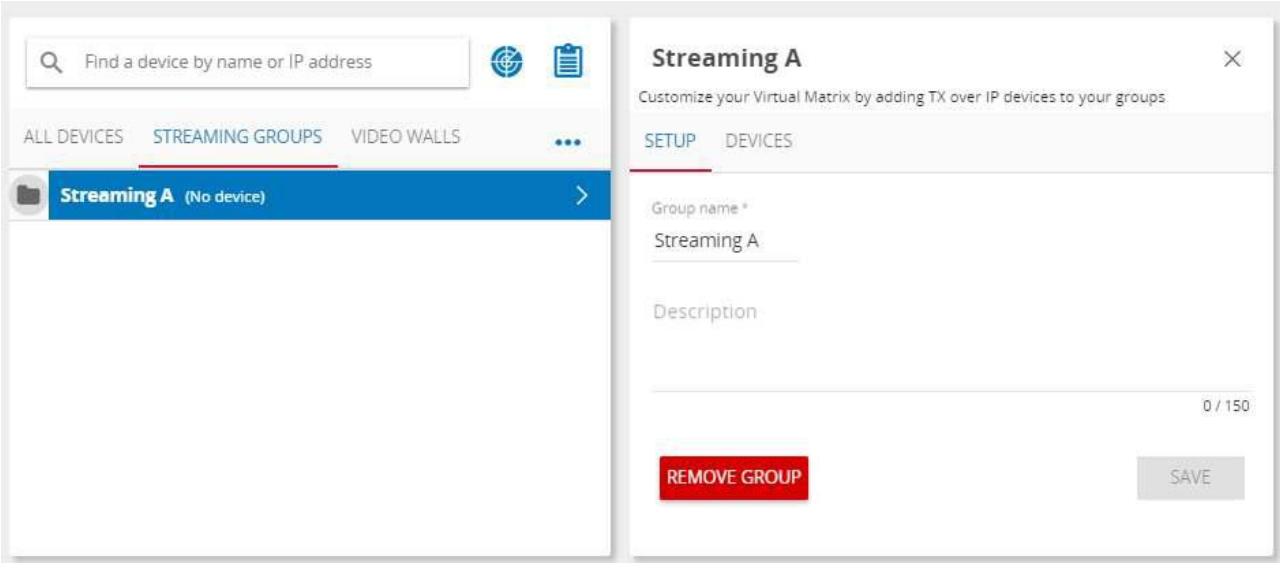 Find a device by name or IP address
ALL DEVICES STREAMING GROUPS VIDEO WALLS
Streaming A (No device)
Streaming A
Customize your Virtual Matrix by adding TX over IP devices to your groups
SETUP DEVICES
Group name *
Streaming A
Description
0 / 150
REMOVE GROUP SAVE